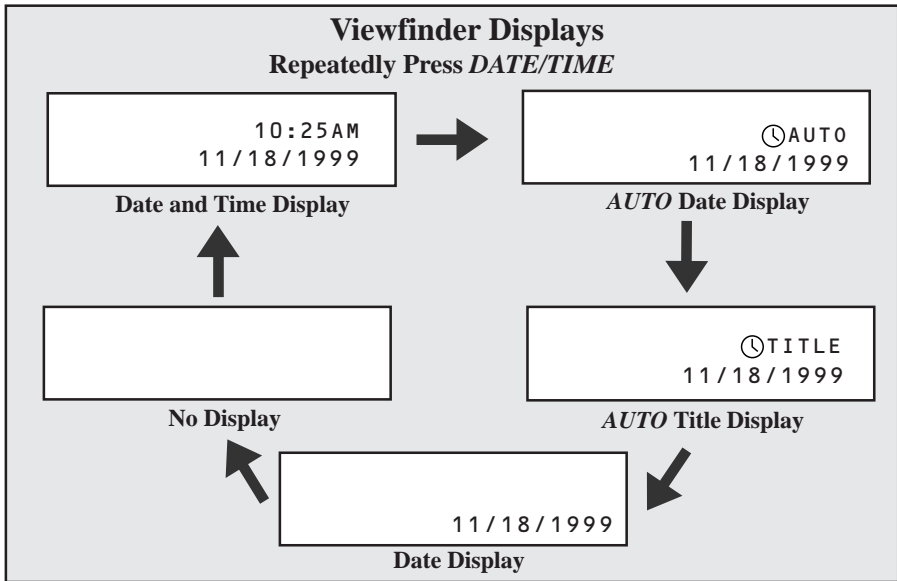 Viewfinder Displays
Repeatedly Press DATE/TIME
10:25AM
11/18/1999
Date and Time Display
AUTO
11/18/1999
AUTO Date Display
TITLE
11/18/1999
AUTO Title Display
11/18/1999
Date Display
No Display